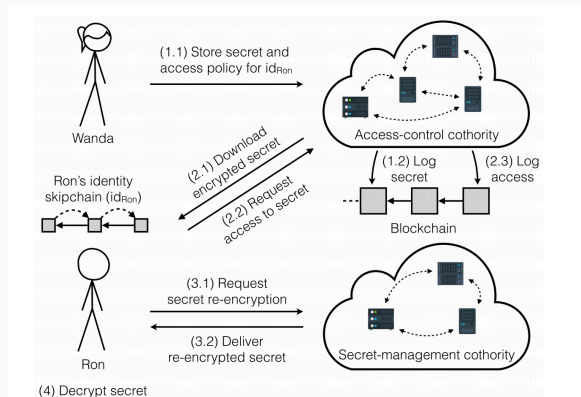 (1.1) Store secret and
access policy for idRon
Wanda
Access-control cothority
(2.1) Download
encrypted secret
(2.2) Request
access to secret
(1.2) Log
secret
(2.3) Log
access
Ron's identity
skipchain (idRon)
Blockchain
(3.1) Request
secret re-encryption
(3.2) Deliver
re-encrypted secret
Ron
Secret-management cothority
(4) Decrypt secret